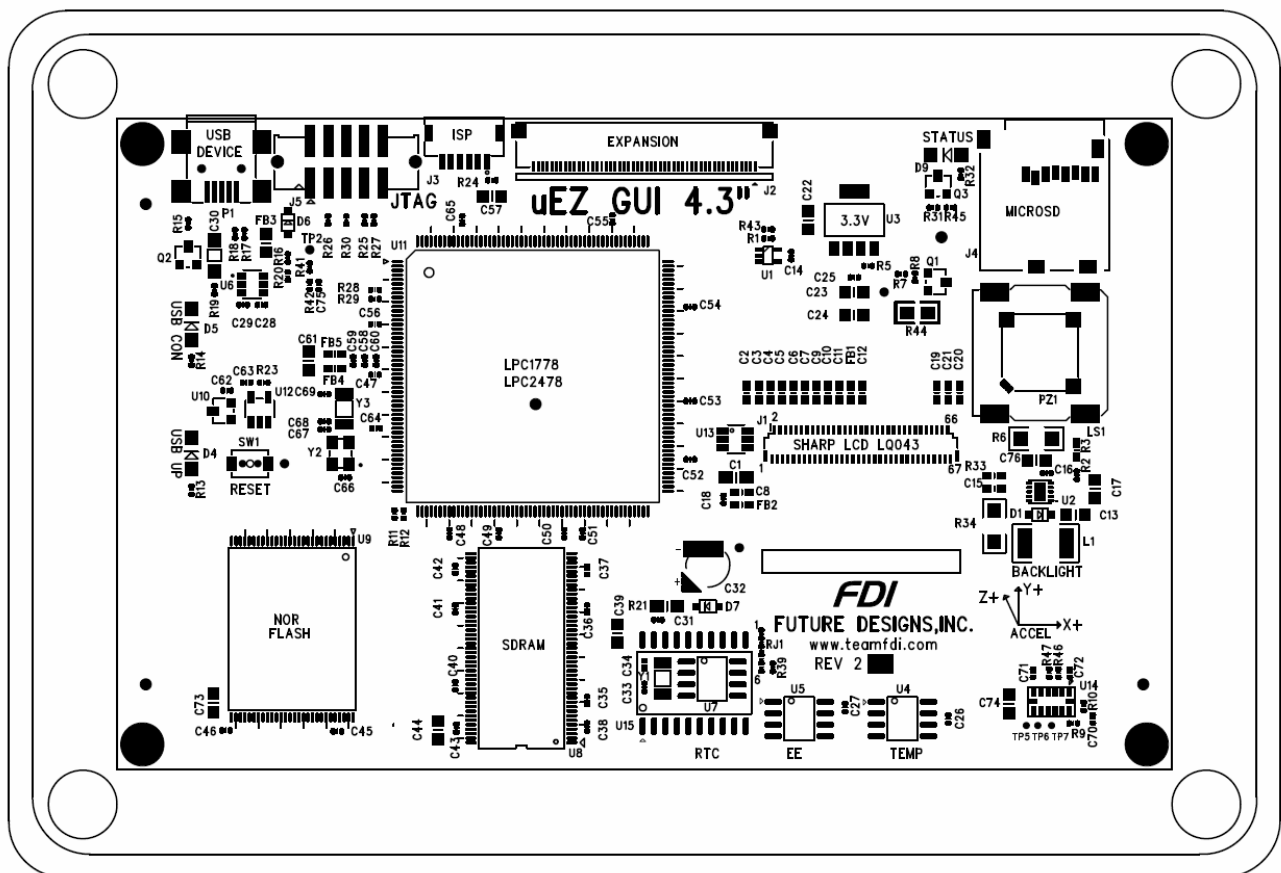 USB
DEVICE
P1
J5
JTAG
ISP
J3
R24
C57
EXPANSION
J2
uEZ GUI 4.3"
C65
C55
C22
3.3V
U3
STATUS
D9
R32
Q3
R31
R45
MICROSD
J4
R15
C30
FB3
D6
R18
R17
R16
R20
R41
TP2
R42
C75
R26
R30
R25
R27
U11
Q2
U6
R19
C29
C28
R28
R29
C56
R43
R1
U1
C14
C25
R5
C23
C24
R7
R8
Q1
R44
C54
USB CON
D5
R14
C61
FB5
FB4
C59
C58
C60
C47
LPC1778
LPC2478
C2
C3
C4
C5
C6
C7
C9
C10
C11
FB1
C12
C19
C21
C20
PZ1
LS1
C62
C63
R23
U10
U12
C69
Y3
C64
C68
C67
C53
USB UP
D4
R13
SW1
RESET
Y2
C66
U13
J1
2
66
SHARP LCD LQ043
1
67
C52
C1
C18
C8
FB2
R6
C76
R3
R2
C16
R33
C15
U2
C17
R34
D1
C13
L1
BACKLIGHT
R11
R12
C48
C49
C50
C51
U9
NOR
FLASH
C73
C46
C45
C42
C41
C40
C43
C44
SDRAM
U8
C37
C36
C39
C35
C38
-
+
C32
R21
D7
C31
1
RJ1
6
R39
C34
C33
Y1
U7
U15
RTC
FDI
FUTURE DESIGNS,INC.
www.teamfdi.com
REV 2
U5
EE
C27
U4
TEMP
C26
Z+
Y+
X+
ACCEL
C71
R47
R46
C72
U14
C74
R10
R9
C70
TP5
TP6
TP7